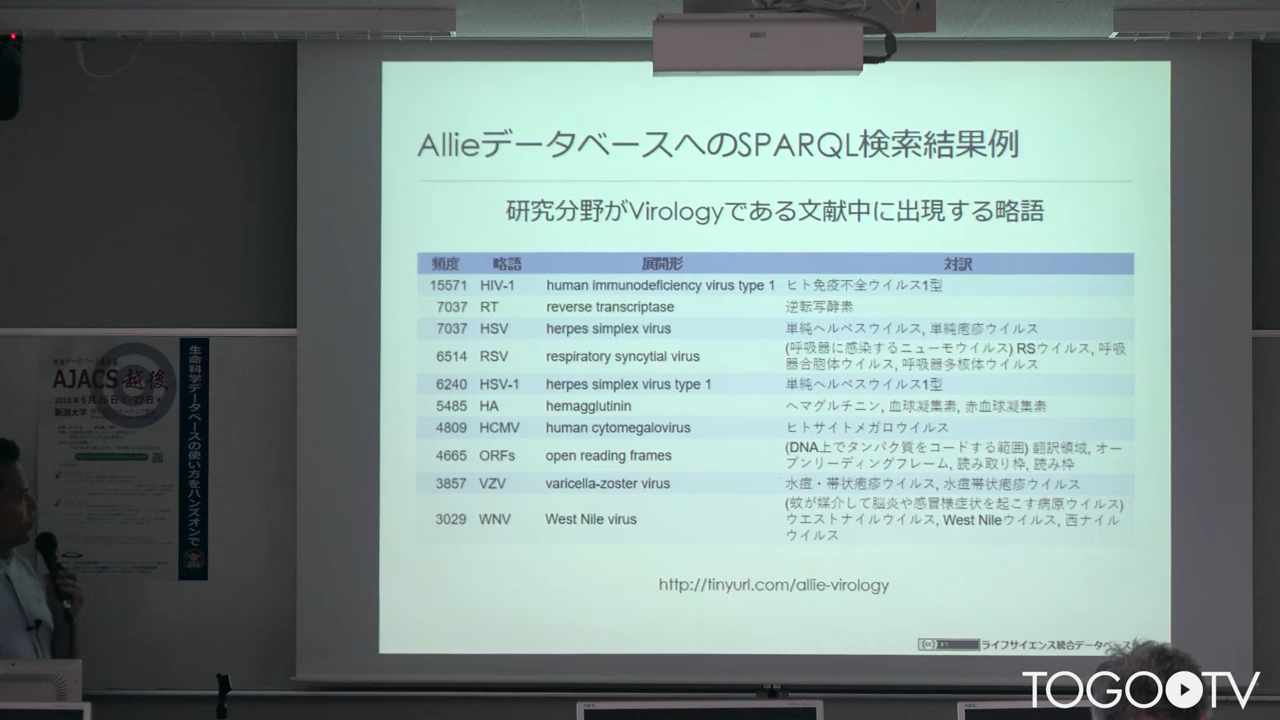 AllieデータベースへのSPARQL検索結果例
研究分野がVirologyである文献中に出現する略語
頻度 略語 展開形 対訳
15571 HIV-1 human immunodeficiency virus type 1 ヒト免疫不全ウイルス1型
7037 RT reverse transcriptase 逆転写酵素
7037 HSV herpes simplex virus 単純ヘルペスウイルス, 単純疱疹ウイルス
6514 RSV respiratory syncytial virus (呼吸器に感染するニューモウイルス) RSウイルス, 呼吸
器合胞体ウイルス, 呼吸器多核体ウイルス
6240 HSV-1 herpes simplex virus type 1 単純ヘルペスウイルス1型
5485 HA hemagglutinin ヘマグルチニン, 血球凝集素, 赤血球凝集素
4809 HCMV human cytomegalovirus ヒトサイトメガロウイルス
4665 ORFs open reading frames (DNA上でタンパク質をコードする範囲) 翻訳領域, オー
プンリーディングフレーム, 読み取り枠, 読み枠
3857 VZV varicella-zoster virus 水痘・帯状疱疹ウイルス, 水痘帯状疱疹ウイルス
3029 WNV West Nile virus (蚊が媒介して脳炎や感冒様症状を起こす病原ウイルス)
ウエストナイルウイルス, West Nileウイルス, 西ナイル
ウイルス
http://tinyurl.com/allie-virology
ライフサイエンス統合データベース
AJACS越後
新潟大学
生命科学データベースの使い方をハンズオンで
TOGOTV